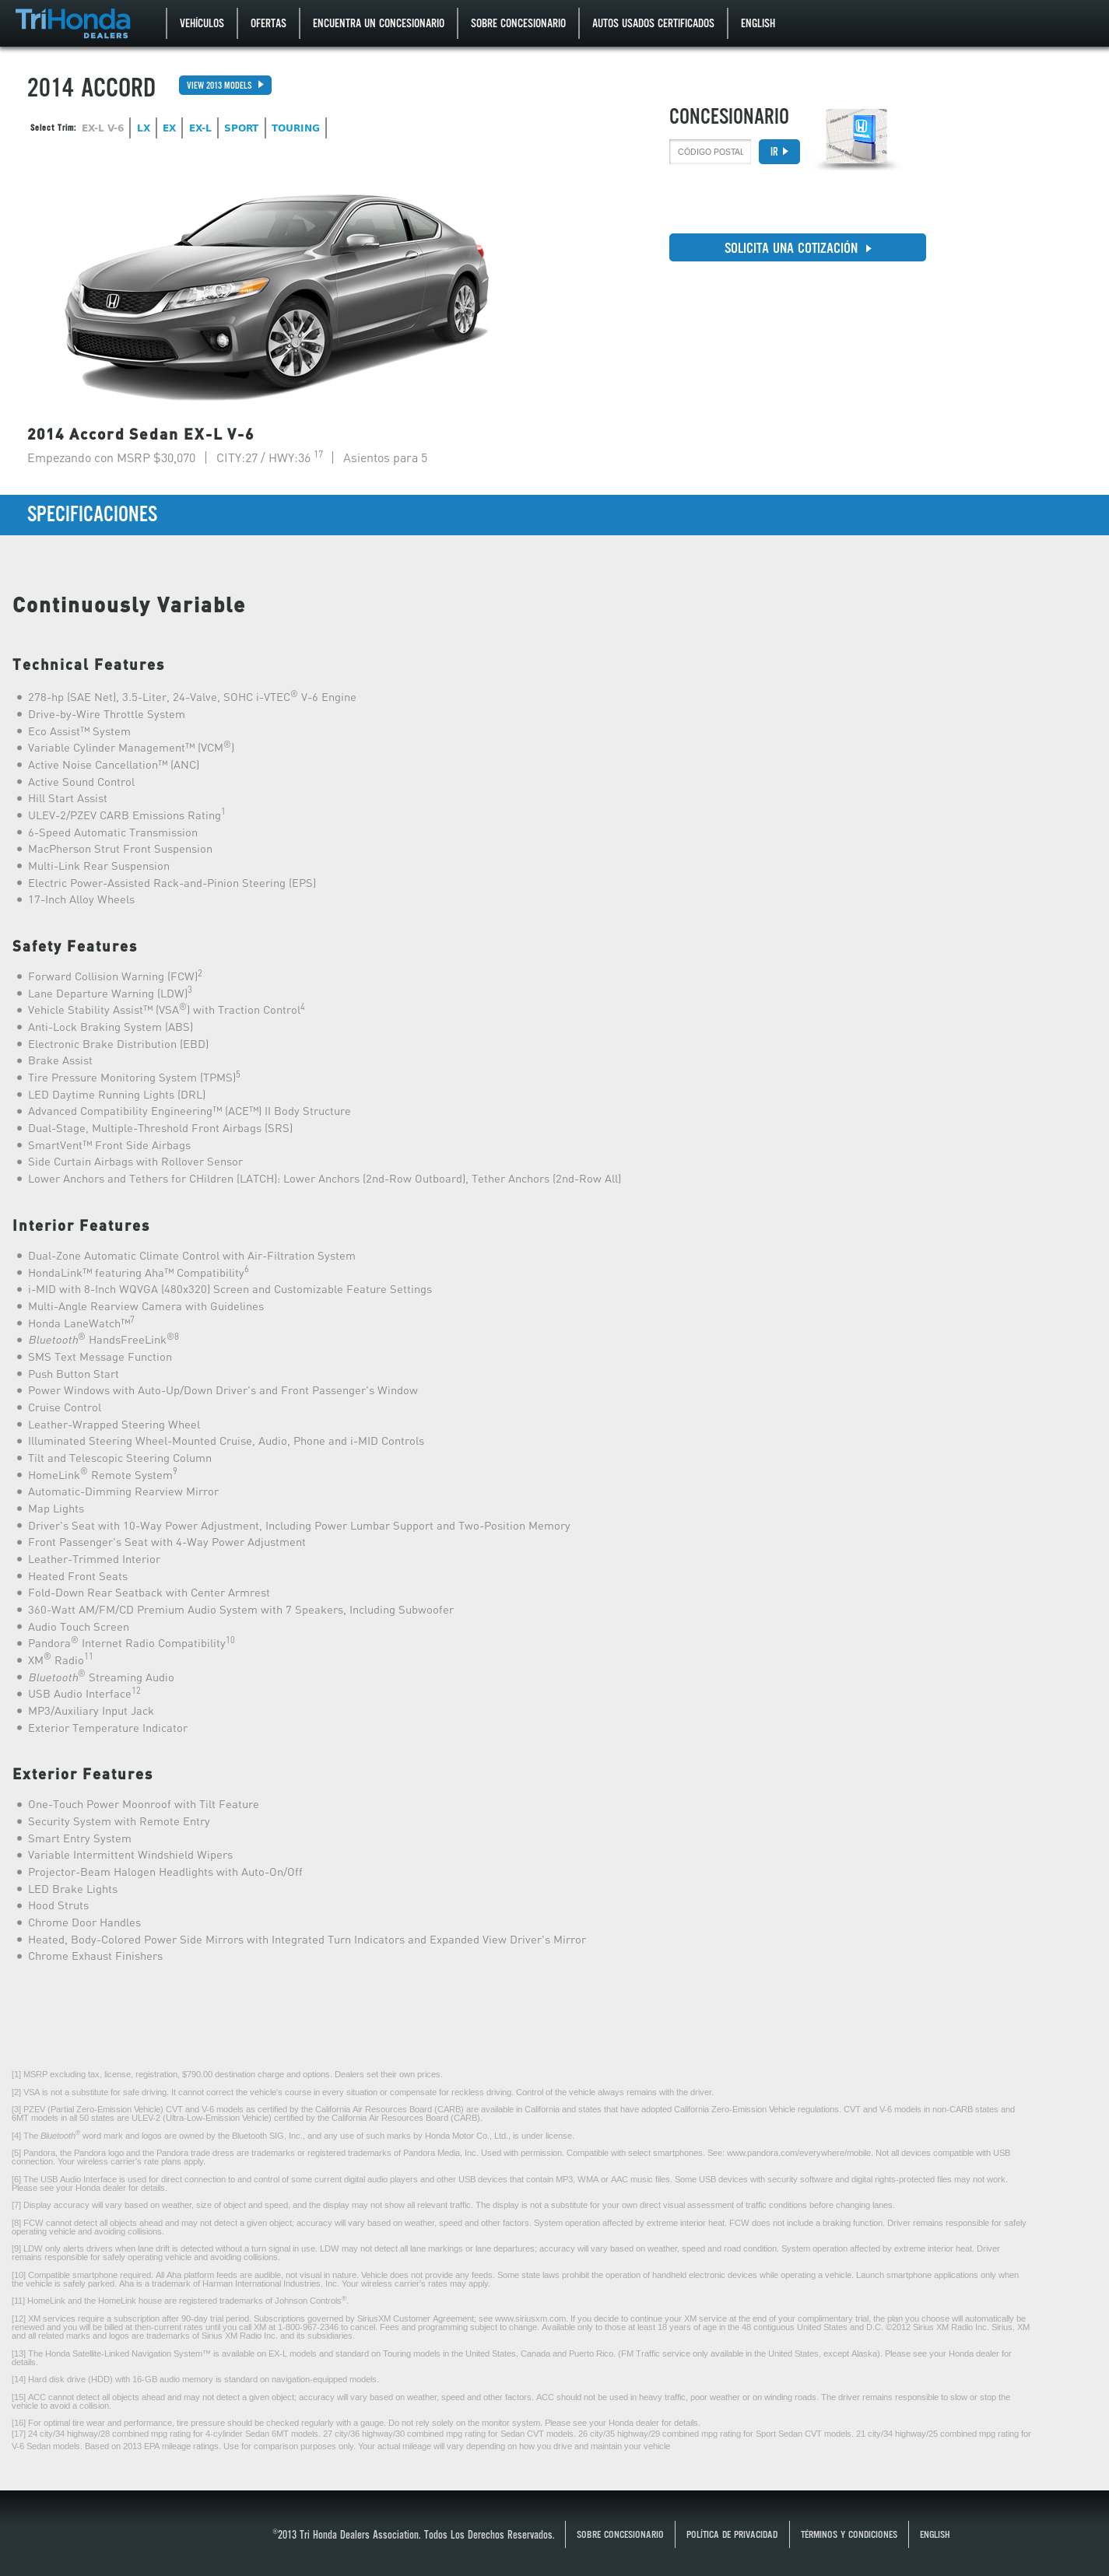 TriHonda
DEALERS
VEHÍCULOS
OFERTAS
ENCUENTRA UN CONCESIONARIO
SOBRE CONCESIONARIO
AUTOS USADOS CERTIFICADOS
ENGLISH
2014 ACCORD
VIEW 2013 MODELS
Select Trim: EX-L V-6 LX EX EX-L SPORT TOURING
CONCESIONARIO
CÓDIGO POSTAL
IR
SOLICITA UNA COTIZACIÓN
2014 Accord Sedan EX-L V-6
Empezando con MSRP $30,070 | CITY:27 / HWY:36 17 | Asientos para 5
SPECIFICACIONES
Continuously Variable
Technical Features
278-hp (SAE Net), 3.5-Liter, 24-Valve, SOHC i-VTEC® V-6 Engine
Drive-by-Wire Throttle System
Eco Assist™ System
Variable Cylinder Management™ (VCM®)
Active Noise Cancellation™ (ANC)
Active Sound Control
Hill Start Assist
ULEV-2/PZEV CARB Emissions Rating1
6-Speed Automatic Transmission
MacPherson Strut Front Suspension
Multi-Link Rear Suspension
Electric Power-Assisted Rack-and-Pinion Steering (EPS)
17-Inch Alloy Wheels
Safety Features
Forward Collision Warning (FCW)2
Lane Departure Warning (LDW)3
Vehicle Stability Assist™ (VSA®) with Traction Control4
Anti-Lock Braking System (ABS)
Electronic Brake Distribution (EBD)
Brake Assist
Tire Pressure Monitoring System (TPMS)5
LED Daytime Running Lights (DRL)
Advanced Compatibility Engineering™ (ACE™) II Body Structure
Dual-Stage, Multiple-Threshold Front Airbags (SRS)
SmartVent™ Front Side Airbags
Side Curtain Airbags with Rollover Sensor
Lower Anchors and Tethers for CHildren (LATCH): Lower Anchors (2nd-Row Outboard), Tether Anchors (2nd-Row All)
Interior Features
Dual-Zone Automatic Climate Control with Air-Filtration System
HondaLink™ featuring Aha™ Compatibility6
i-MID with 8-Inch WQVGA (480x320) Screen and Customizable Feature Settings
Multi-Angle Rearview Camera with Guidelines
Honda LaneWatch™7
Bluetooth® HandsFreeLink®8
SMS Text Message Function
Push Button Start
Power Windows with Auto-Up/Down Driver's and Front Passenger's Window
Cruise Control
Leather-Wrapped Steering Wheel
Illuminated Steering Wheel-Mounted Cruise, Audio, Phone and i-MID Controls
Tilt and Telescopic Steering Column
HomeLink® Remote System9
Automatic-Dimming Rearview Mirror
Map Lights
Driver's Seat with 10-Way Power Adjustment, Including Power Lumbar Support and Two-Position Memory
Front Passenger's Seat with 4-Way Power Adjustment
Leather-Trimmed Interior
Heated Front Seats
Fold-Down Rear Seatback with Center Armrest
360-Watt AM/FM/CD Premium Audio System with 7 Speakers, Including Subwoofer
Audio Touch Screen
Pandora® Internet Radio Compatibility10
XM® Radio11
Bluetooth® Streaming Audio
USB Audio Interface12
MP3/Auxiliary Input Jack
Exterior Temperature Indicator
Exterior Features
One-Touch Power Moonroof with Tilt Feature
Security System with Remote Entry
Smart Entry System
Variable Intermittent Windshield Wipers
Projector-Beam Halogen Headlights with Auto-On/Off
LED Brake Lights
Hood Struts
Chrome Door Handles
Heated, Body-Colored Power Side Mirrors with Integrated Turn Indicators and Expanded View Driver's Mirror
Chrome Exhaust Finishers
[1] MSRP excluding tax, license, registration, $790.00 destination charge and options. Dealers set their own prices.
[2] VSA is not a substitute for safe driving. It cannot correct the vehicle's course in every situation or compensate for reckless driving. Control of the vehicle always remains with the driver.
[3] PZEV (Partial Zero-Emission Vehicle) CVT and V-6 models as certified by the California Air Resources Board (CARB) are available in California and states that have adopted California Zero-Emission Vehicle regulations. CVT and V-6 models in non-CARB states and
6MT models in all 50 states are ULEV-2 (Ultra-Low-Emission Vehicle) certified by the California Air Resources Board (CARB).
[4] The Bluetooth® word mark and logos are owned by the Bluetooth SIG, Inc., and any use of such marks by Honda Motor Co., Ltd., is under license.
[5] Pandora, the Pandora logo and the Pandora trade dress are trademarks or registered trademarks of Pandora Media, Inc. Used with permission. Compatible with select smartphones. See: www.pandora.com/everywhere/mobile. Not all devices compatible with USB
connection. Your wireless carrier's rate plans apply.
[6] The USB Audio Interface is used for direct connection to and control of some current digital audio players and other USB devices that contain MP3, WMA or AAC music files. Some USB devices with security software and digital rights-protected files may not work.
Please see your Honda dealer for details.
[7] Display accuracy will vary based on weather, size of object and speed, and the display may not show all relevant traffic. The display is not a substitute for your own direct visual assessment of traffic conditions before changing lanes.
[8] FCW cannot detect all objects ahead and may not detect a given object; accuracy will vary based on weather, speed and other factors. System operation affected by extreme interior heat. FCW does not include a braking function. Driver remains responsible for safely
operating vehicle and avoiding collisions.
[9] LDW only alerts drivers when lane drift is detected without a turn signal in use. LDW may not detect all lane markings or lane departures; accuracy will vary based on weather, speed and road condition. System operation affected by extreme interior heat. Driver
remains responsible for safely operating vehicle and avoiding collisions.
[10] Compatible smartphone required. All Aha platform feeds are audible, not visual in nature. Vehicle does not provide any feeds. Some state laws prohibit the operation of handheld electronic devices while operating a vehicle. Launch smartphone applications only when
the vehicle is safely parked. Aha is a trademark of Harman International Industries, Inc. Your wireless carrier's rates may apply.
[11] HomeLink and the HomeLink house are registered trademarks of Johnson Controls®.
[12] XM services require a subscription after 90-day trial period. Subscriptions governed by SiriusXM Customer Agreement; see www.siriusxm.com. If you decide to continue your XM service at the end of your complimentary trial, the plan you choose will automatically be
renewed and you will be billed at then-current rates until you call XM at 1-800-967-2346 to cancel. Fees and programming subject to change. Available only to those at least 18 years of age in the 48 contiguous United States and D.C. ©2012 Sirius XM Radio Inc. Sirius, XM
and all related marks and logos are trademarks of Sirius XM Radio Inc. and its subsidiaries.
[13] The Honda Satellite-Linked Navigation System™ is available on EX-L models and standard on Touring models in the United States, Canada and Puerto Rico. (FM Traffic service only available in the United States, except Alaska). Please see your Honda dealer for
details.
[14] Hard disk drive (HDD) with 16-GB audio memory is standard on navigation-equipped models.
[15] ACC cannot detect all objects ahead and may not detect a given object; accuracy will vary based on weather, speed and other factors. ACC should not be used in heavy traffic, poor weather or on winding roads. The driver remains responsible to slow or stop the
vehicle to avoid a collision.
[16] For optimal tire wear and performance, tire pressure should be checked regularly with a gauge. Do not rely solely on the monitor system. Please see your Honda dealer for details.
[17] 24 city/34 highway/28 combined mpg rating for 4-cylinder Sedan 6MT models. 27 city/36 highway/30 combined mpg rating for Sedan CVT models. 26 city/35 highway/29 combined mpg rating for Sport Sedan CVT models. 21 city/34 highway/25 combined mpg rating for
V-6 Sedan models. Based on 2013 EPA mileage ratings. Use for comparison purposes only. Your actual mileage will vary depending on how you drive and maintain your vehicle
©2013 Tri Honda Dealers Association. Todos Los Derechos Reservados.
SOBRE CONCESIONARIO
POLÍTICA DE PRIVACIDAD
TÉRMINOS Y CONDICIONES
ENGLISH